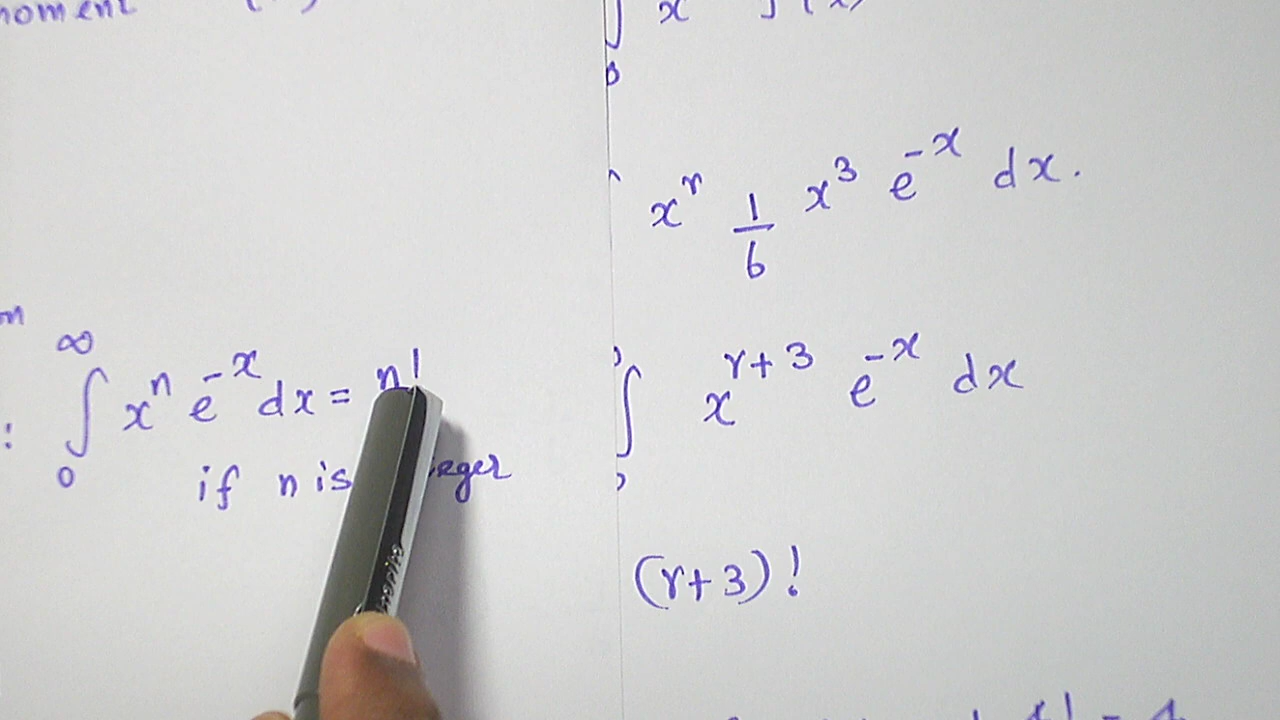 moment
x
x^r 1/6 x^3 e^-x dx.
∞
∫ x^n e^-x dx = n!
0
if n is
∫ x^(r+3) e^-x dx
(r+3)!